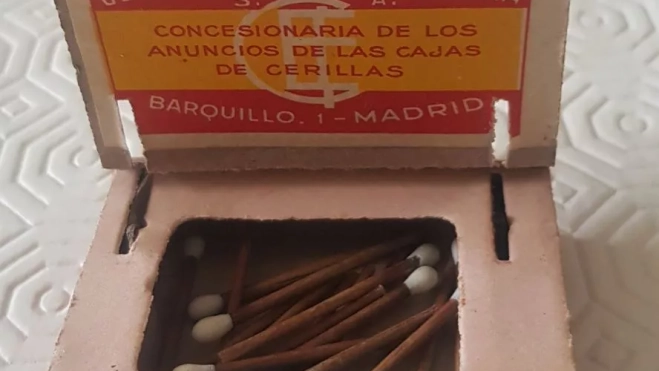 S. A.
CONCESIONARIA DE LOS
ANUNCIOS DE LAS CAJAS
DE CERILLAS
BARQUILLO, 1 - MADRID